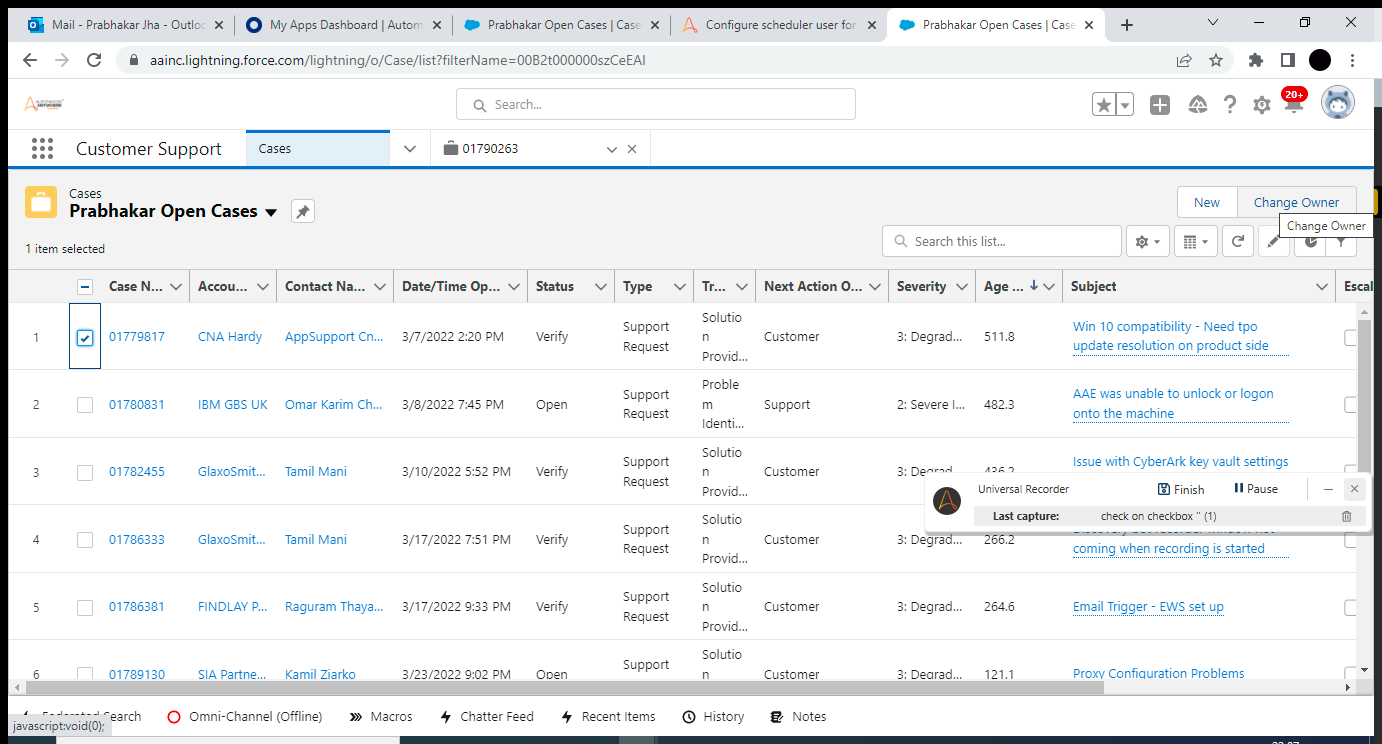 Mail - Prabhakar Jha - Outloo
My Apps Dashboard | Autom
Prabhakar Open Cases | Case
Configure scheduler user for
Prabhakar Open Cases | Case
aainc.lightning.force.com/lightning/o/Case/list?filterName=00B2t000000szCeEAI
Search...
20+
Customer Support
Cases
01790263
Cases
Prabhakar Open Cases
New
Change Owner
Change Owner
1 item selected
Search this list...
Case N... Accou... Contact Na... Date/Time Op... Status Type Tr... Next Action O... Severity Age ... Subject Escal
1 01779817 CNA Hardy AppSupport Cn... 3/7/2022 2:20 PM Verify Support Request Solutio n Provid... Customer 3: Degrad... 511.8 Win 10 compatibility - Need tpo update resolution on product side
2 01780831 IBM GBS UK Omar Karim Ch... 3/8/2022 7:45 PM Open Support Request Proble m Identi... Support 2: Severe I... 482.3 AAE was unable to unlock or logon onto the machine
3 01782455 GlaxoSmit... Tamil Mani 3/10/2022 5:52 PM Verify Support Request Solutio n Provid... Customer 3: Degrad... 436.2 Issue with CyberArk key vault settings
Universal Recorder
Finish
Pause
Last capture: check on checkbox '' (1)
4 01786333 GlaxoSmit... Tamil Mani 3/17/2022 7:51 PM Verify Support Request Solutio n Provid... Customer 3: Degrad... 266.2 Discovery Bot recorder window not coming when recording is started
5 01786381 FINDLAY P... Raguram Thaya... 3/17/2022 9:33 PM Verify Support Request Solutio n Provid... Customer 3: Degrad... 264.6 Email Trigger - EWS set up
6 01789130 SIA Partne... Kamil Ziarko 3/23/2022 9:02 PM Open Support Solutio n Customer 3: Degrad... 121.1 Proxy Configuration Problems
Search
Omni-Channel (Offline)
Macros
Chatter Feed
Recent Items
History
Notes
javascript:void(0);